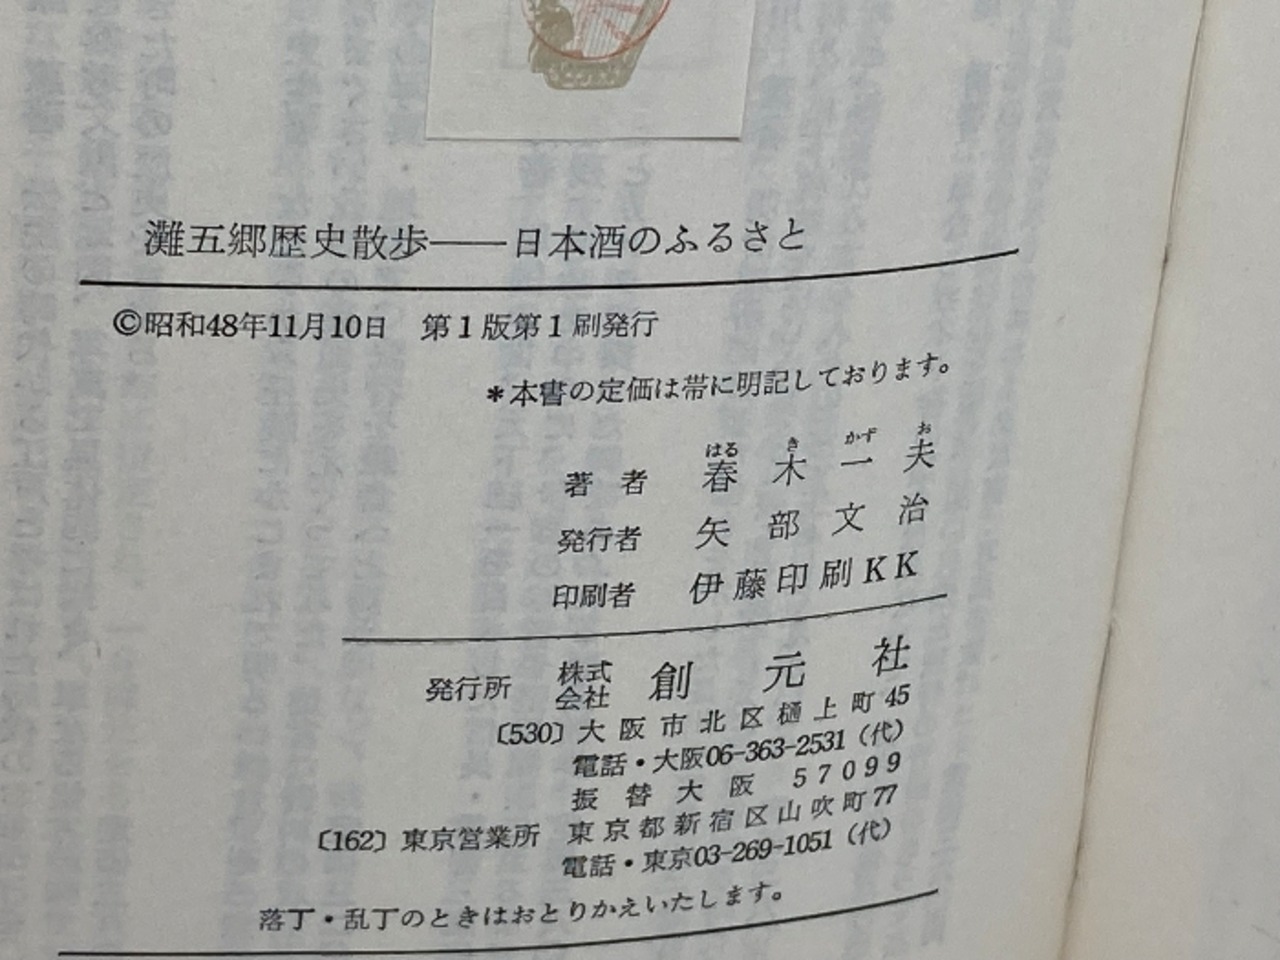 灘五郷歴史散歩——日本酒のふるさと
©昭和48年11月10日　第1版第1刷発行
＊本書の定価は帯に明記しております。
著者　春木一夫
はるきかずお
発行者　矢部文治
印刷者　伊藤印刷KK
発行所　株式会社　創元社
〔530〕大阪市北区樋上町45
電話・大阪06-363-2531（代）
振替大阪　57099
〔162〕東京営業所　東京都新宿区山吹町77
電話・東京03-269-1051（代）
落丁・乱丁のときはおとりかえいたします。